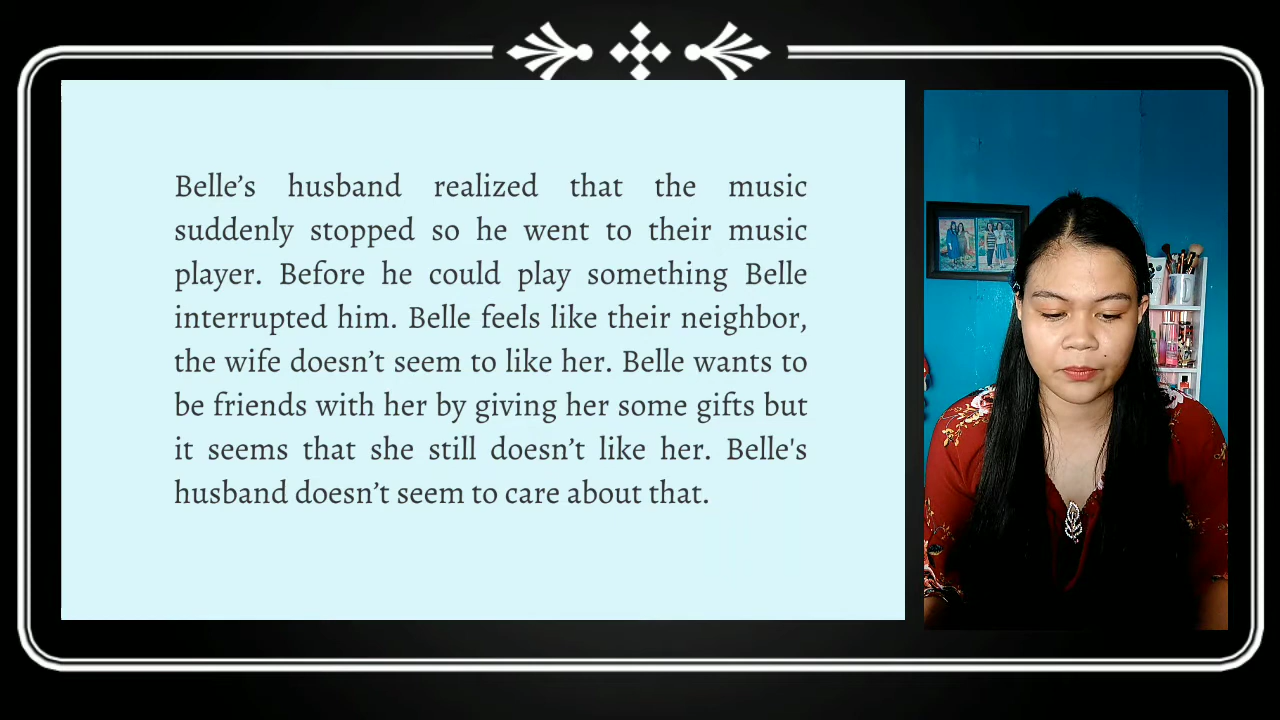 Belle’s husband realized that the music
suddenly stopped so he went to their music
player. Before he could play something Belle
interrupted him. Belle feels like their neighbor,
the wife doesn’t seem to like her. Belle wants to
be friends with her by giving her some gifts but
it seems that she still doesn’t like her. Belle's
husband doesn’t seem to care about that.